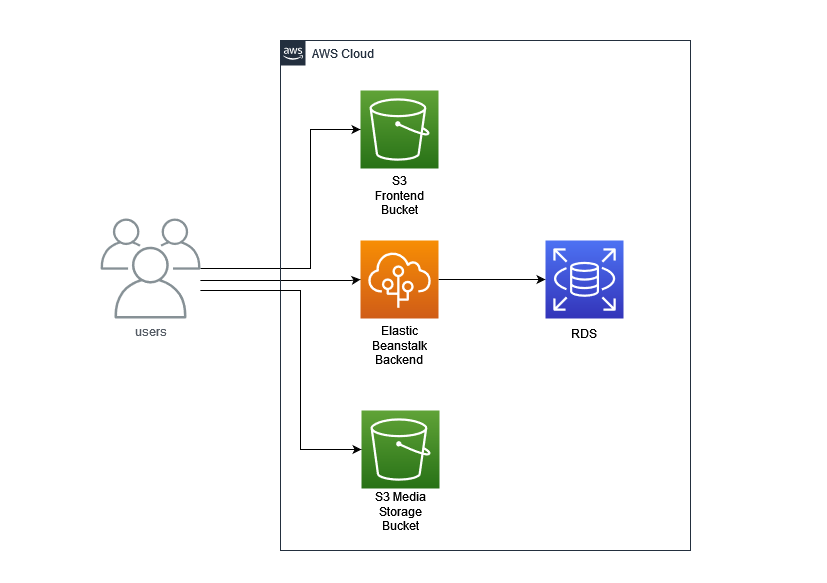 aws
AWS Cloud
S3
Frontend
Bucket
users
Elastic
Beanstalk
Backend
RDS
S3 Media
Storage
Bucket